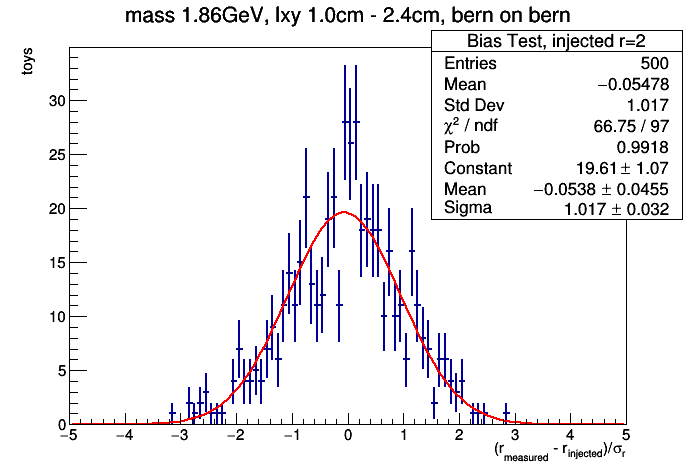 mass 1.86GeV, lxy 1.0cm - 2.4cm, bern on bern
toys
Bias Test, injected r=2
Entries 500
Mean −0.05478
Std Dev 1.017
χ² / ndf 66.75 / 97
Prob 0.9918
Constant 19.61 ± 1.07
Mean −0.0538 ± 0.0455
Sigma 1.017 ± 0.032
30
25
20
15
10
5
0
−5 −4 −3 −2 −1 0 1 2 3 4 5
(r_measured - r_injected)/σ_r